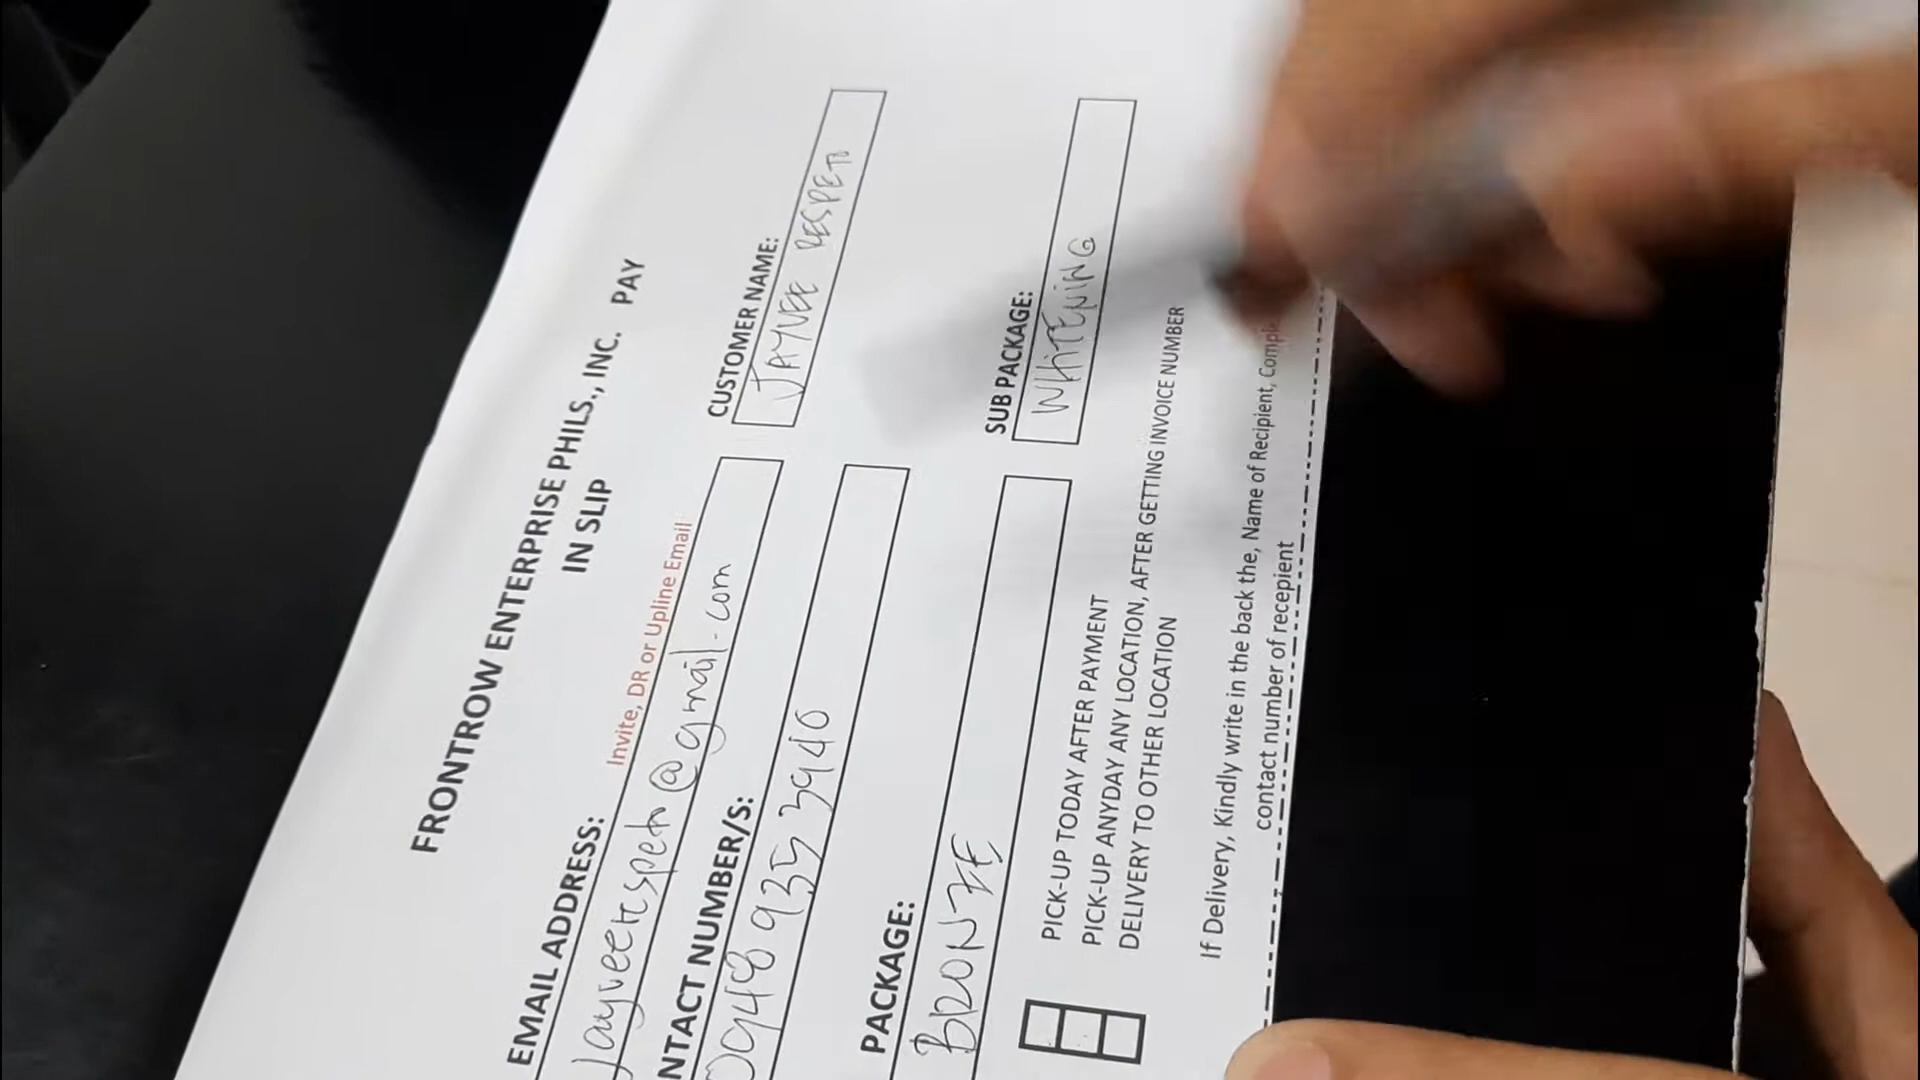 FRONTROW ENTERPRISE PHILS., INC. PAY
IN SLIP
EMAIL ADDRESS: Invite, DR or Upline Email
jayveerespeto@gmail.com
CUSTOMER NAME:
JAYVEE RESPETO
NTACT NUMBER/S:
09489353940
PACKAGE:
BRONZE
SUB PACKAGE:
WHITENING
PICK-UP TODAY AFTER PAYMENT
PICK-UP ANYDAY ANY LOCATION, AFTER GETTING INVOICE NUMBER
DELIVERY TO OTHER LOCATION
If Delivery, Kindly write in the back the, Name of Recipient, Compl
contact number of recepient